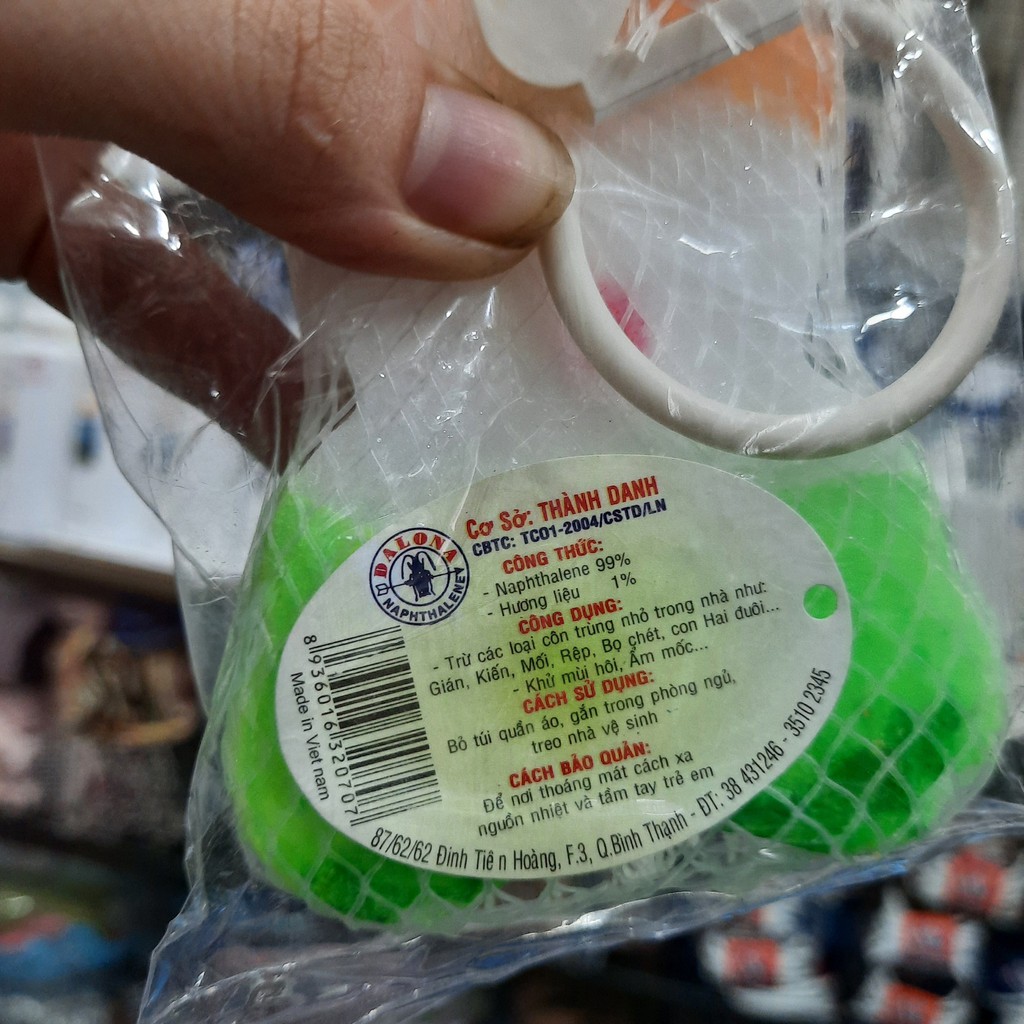 Cơ Sở: THÀNH DANH
CBTC: TC01-2004/CSTD/LN
DALONA
NAPHTHALENE
CÔNG THỨC:
- Naphthalene 99%
- Hương liệu 1%
CÔNG DỤNG:
- Trừ các loại côn trùng nhỏ trong nhà như:
Gián, Kiến, Mối, Rệp, Bọ chét, con Hai đuôi...
- Khử mùi hôi, Ẩm mốc...
CÁCH SỬ DỤNG:
Bỏ túi quần áo, gắn trong phòng ngủ,
treo nhà vệ sinh
CÁCH BẢO QUẢN:
Để nơi thoáng mát cách xa
nguồn nhiệt và tầm tay trẻ em
8 936016 320707
Made in Viet nam
87/62/62 Đinh Tiên Hoàng, F.3, Q.Bình Thạnh - ĐT: 38 431246 - 3510 2345